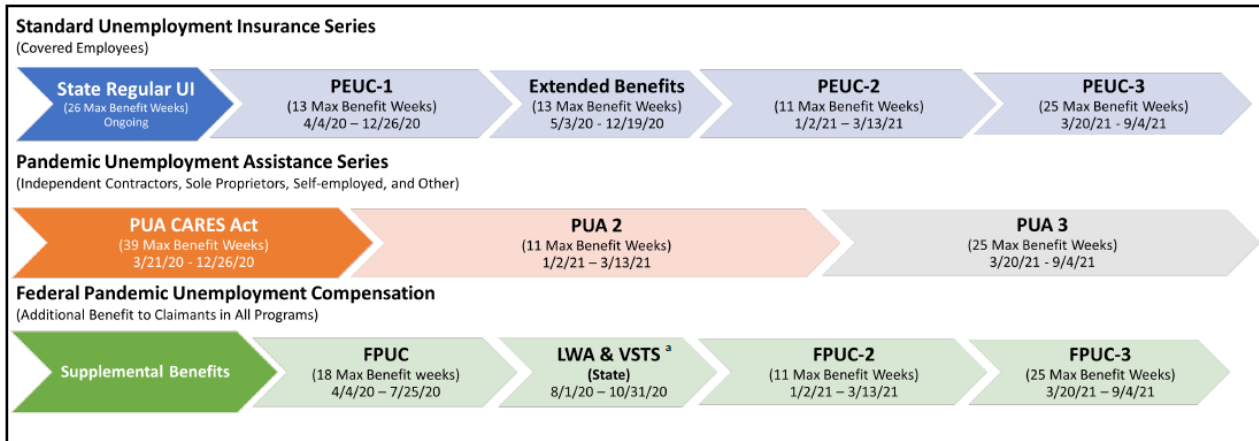 Standard Unemployment Insurance Series
(Covered Employees)
State Regular UI
(26 Max Benefit Weeks)
Ongoing
PEUC-1
(13 Max Benefit Weeks)
4/4/20 – 12/26/20
Extended Benefits
(13 Max Benefit Weeks)
5/3/20 - 12/19/20
PEUC-2
(11 Max Benefit Weeks)
1/2/21 – 3/13/21
PEUC-3
(25 Max Benefit Weeks)
3/20/21 - 9/4/21
Pandemic Unemployment Assistance Series
(Independent Contractors, Sole Proprietors, Self-employed, and Other)
PUA CARES Act
(39 Max Benefit Weeks)
3/21/20 - 12/26/20
PUA 2
(11 Max Benefit Weeks)
1/2/21 – 3/13/21
PUA 3
(25 Max Benefit Weeks)
3/20/21 - 9/4/21
Federal Pandemic Unemployment Compensation
(Additional Benefit to Claimants in All Programs)
Supplemental Benefits
FPUC
(18 Max Benefit weeks)
4/4/20 – 7/25/20
LWA & VSTS a
(State)
8/1/20 – 10/31/20
FPUC-2
(11 Max Benefit Weeks)
1/2/21 – 3/13/21
FPUC-3
(25 Max Benefit Weeks)
3/20/21 – 9/4/21